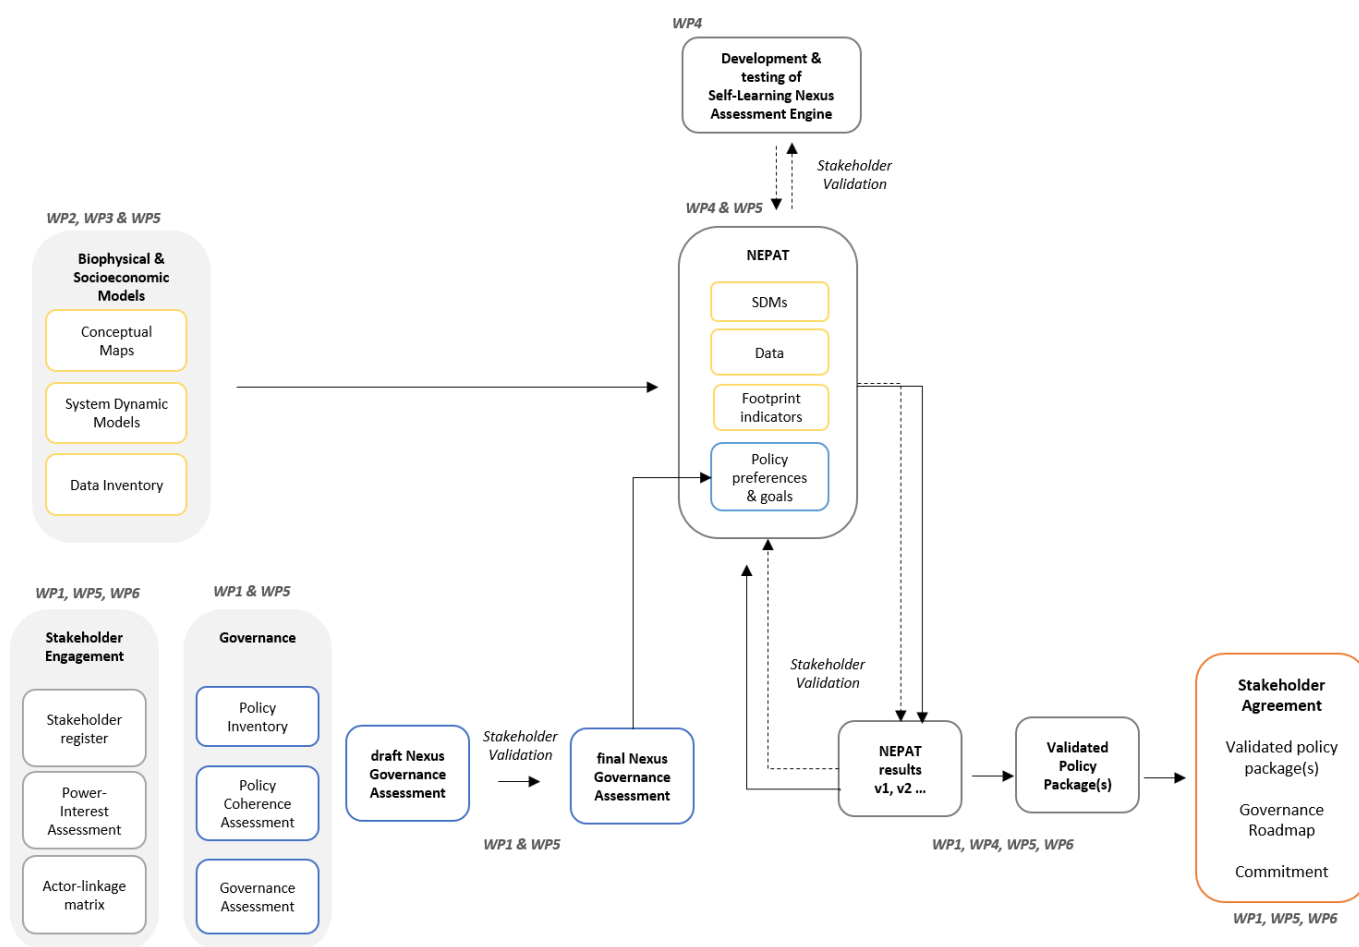 WP4
Development &
testing of
Self-Learning Nexus
Assessment Engine
Stakeholder
Validation
WP4 & WP5
NEPAT
SDMs
Data
Footprint
indicators
Policy
preferences
& goals
WP2, WP3 & WP5
Biophysical &
Socioeconomic
Models
Conceptual
Maps
System Dynamic
Models
Data Inventory
WP1, WP5, WP6
Stakeholder
Engagement
Stakeholder
register
Power-
Interest
Assessment
Actor-linkage
matrix
WP1 & WP5
Governance
Policy
Inventory
Policy
Coherence
Assessment
Governance
Assessment
draft Nexus
Governance
Assessment
Stakeholder
Validation
WP1 & WP5
final Nexus
Governance
Assessment
Stakeholder
Validation
NEPAT
results
v1, v2 ...
Validated
Policy
Package(s)
WP1, WP4, WP5, WP6
Stakeholder
Agreement
Validated policy
package(s)
Governance
Roadmap
Commitment
WP1, WP5, WP6